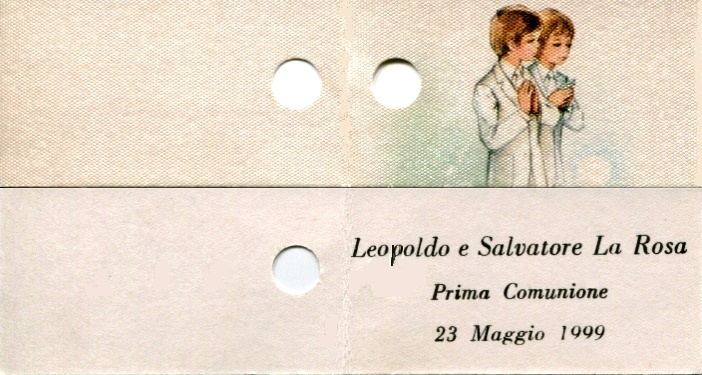 Leopoldo e Salvatore La Rosa
Prima Comunione
23 Maggio 1999